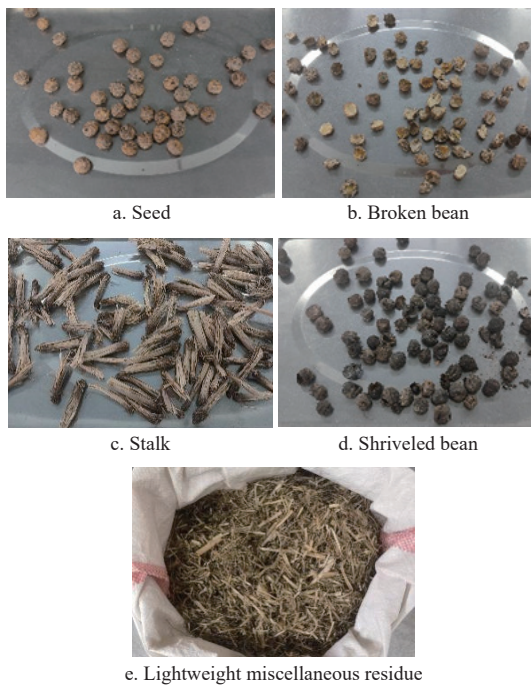 a. Seed
b. Broken bean
c. Stalk
d. Shriveled bean
e. Lightweight miscellaneous residue